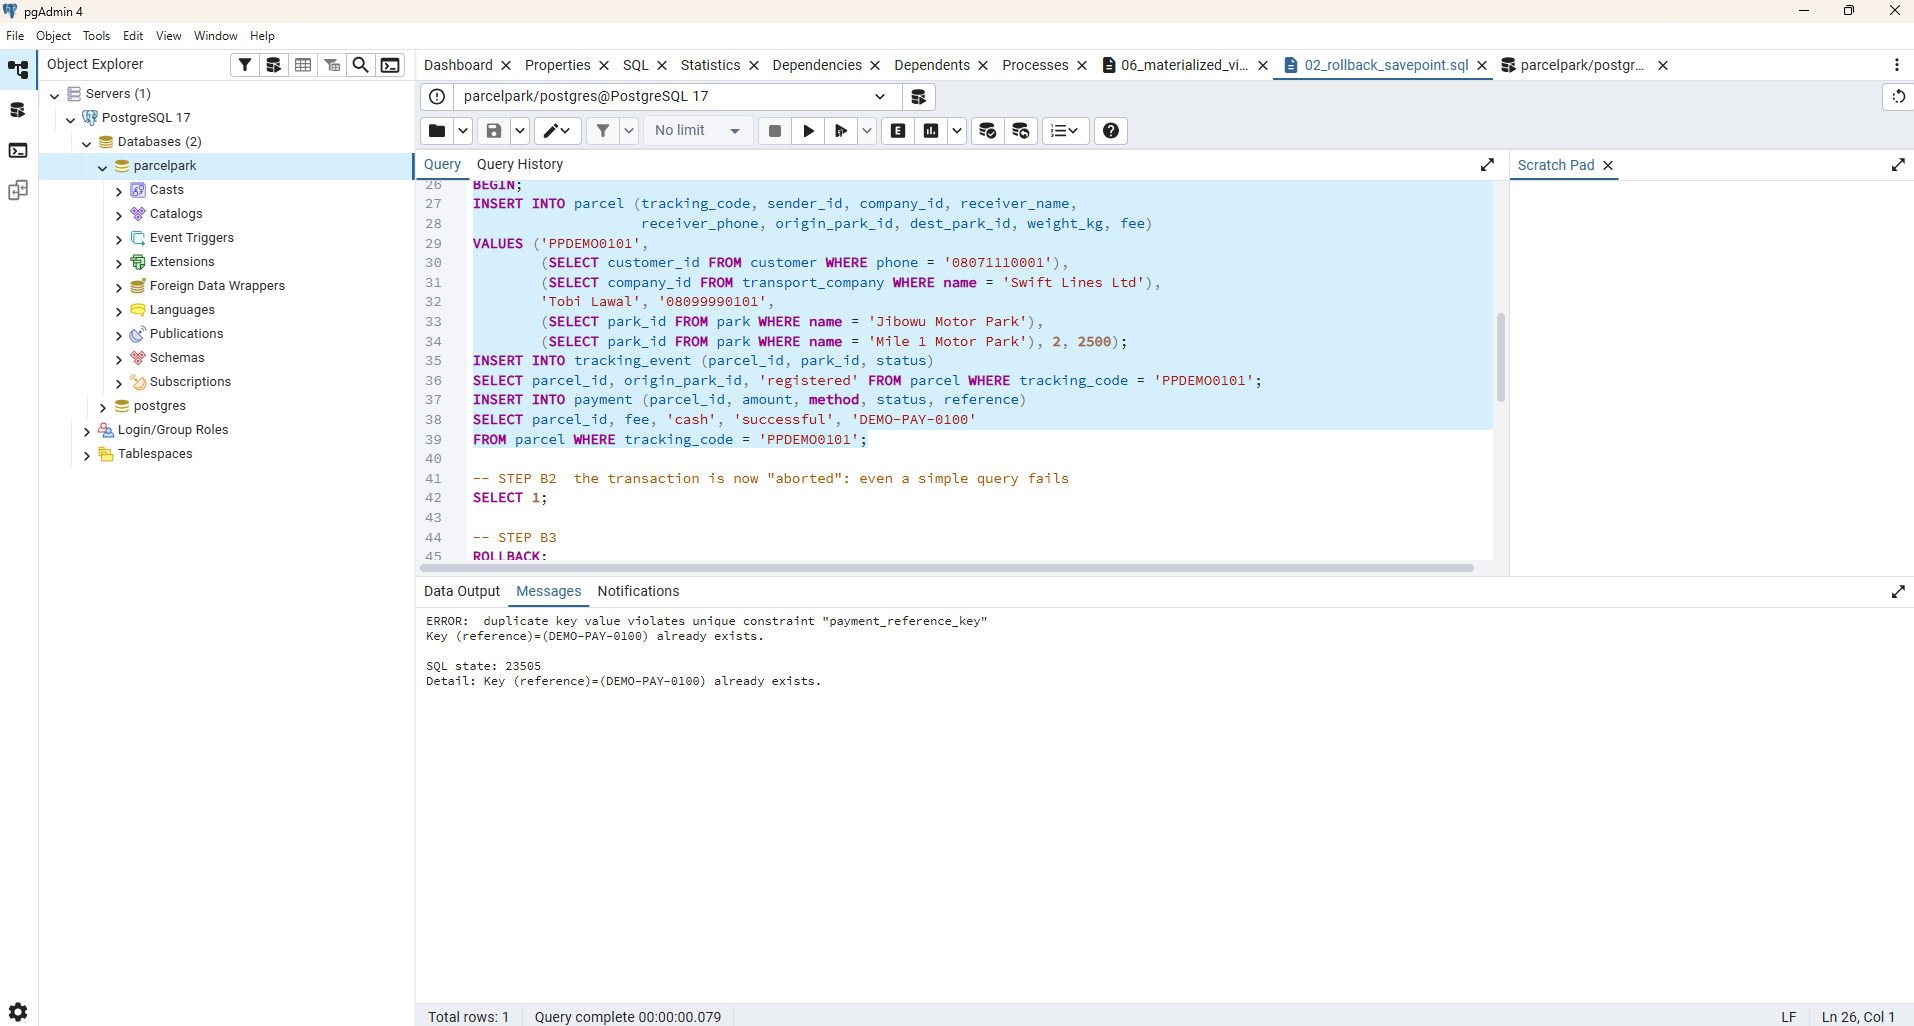 pgAdmin 4
File Object Tools Edit View Window Help
Object Explorer
Servers (1)
PostgreSQL 17
Databases (2)
parcelpark
Casts
Catalogs
Event Triggers
Extensions
Foreign Data Wrappers
Languages
Publications
Schemas
Subscriptions
postgres
Login/Group Roles
Tablespaces
Dashboard Properties SQL Statistics Dependencies Dependents Processes 06_materialized_vi... 02_rollback_savepoint.sql parcelpark/postgr...
parcelpark/postgres@PostgreSQL 17
No limit
Query Query History
Scratch Pad
26 BEGIN;
27 INSERT INTO parcel (tracking_code, sender_id, company_id, receiver_name,
28 receiver_phone, origin_park_id, dest_park_id, weight_kg, fee)
29 VALUES ('PPDEMO0101',
30 (SELECT customer_id FROM customer WHERE phone = '08071110001'),
31 (SELECT company_id FROM transport_company WHERE name = 'Swift Lines Ltd'),
32 'Tobi Lawal', '08099990101',
33 (SELECT park_id FROM park WHERE name = 'Jibowu Motor Park'),
34 (SELECT park_id FROM park WHERE name = 'Mile 1 Motor Park'), 2, 2500);
35 INSERT INTO tracking_event (parcel_id, park_id, status)
36 SELECT parcel_id, origin_park_id, 'registered' FROM parcel WHERE tracking_code = 'PPDEMO0101';
37 INSERT INTO payment (parcel_id, amount, method, status, reference)
38 SELECT parcel_id, fee, 'cash', 'successful', 'DEMO-PAY-0100'
39 FROM parcel WHERE tracking_code = 'PPDEMO0101';
40
41 -- STEP B2  the transaction is now "aborted": even a simple query fails
42 SELECT 1;
43
44 -- STEP B3
45 ROLLBACK;
Data Output Messages Notifications
ERROR:  duplicate key value violates unique constraint "payment_reference_key"
Key (reference)=(DEMO-PAY-0100) already exists.
SQL state: 23505
Detail: Key (reference)=(DEMO-PAY-0100) already exists.
Total rows: 1 Query complete 00:00:00.079 LF Ln 26, Col 1